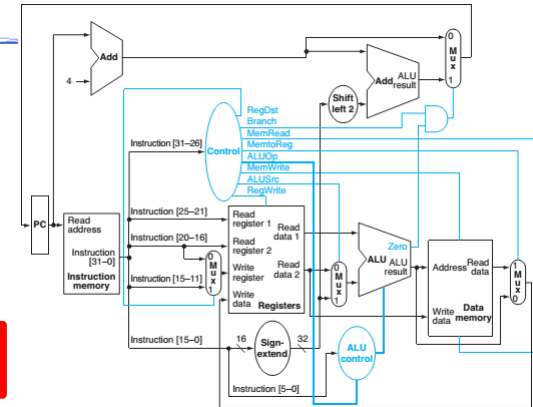 0
M
u
x
1
Add
4
Add ALU
result
Shift
left 2
RegDst
Branch
MemRead
MemtoReg
ALUOp
MemWrite
ALUSrc
RegWrite
Control
Instruction [31–26]
Instruction [25–21]
Instruction [20–16]
Instruction [15–11]
Instruction [15–0]
Instruction [5–0]
PC
Read
address
Instruction
[31–0]
Instruction
memory
0
M
u
x
1
Read
register 1
Read
register 2
Write
register
Write
data
Read
data 1
Read
data 2
Registers
0
M
u
x
1
Zero
ALU ALU
result
Address
Read
data
Write
data
Data
memory
1
M
u
x
0
16
Sign-
extend
32
ALU
control